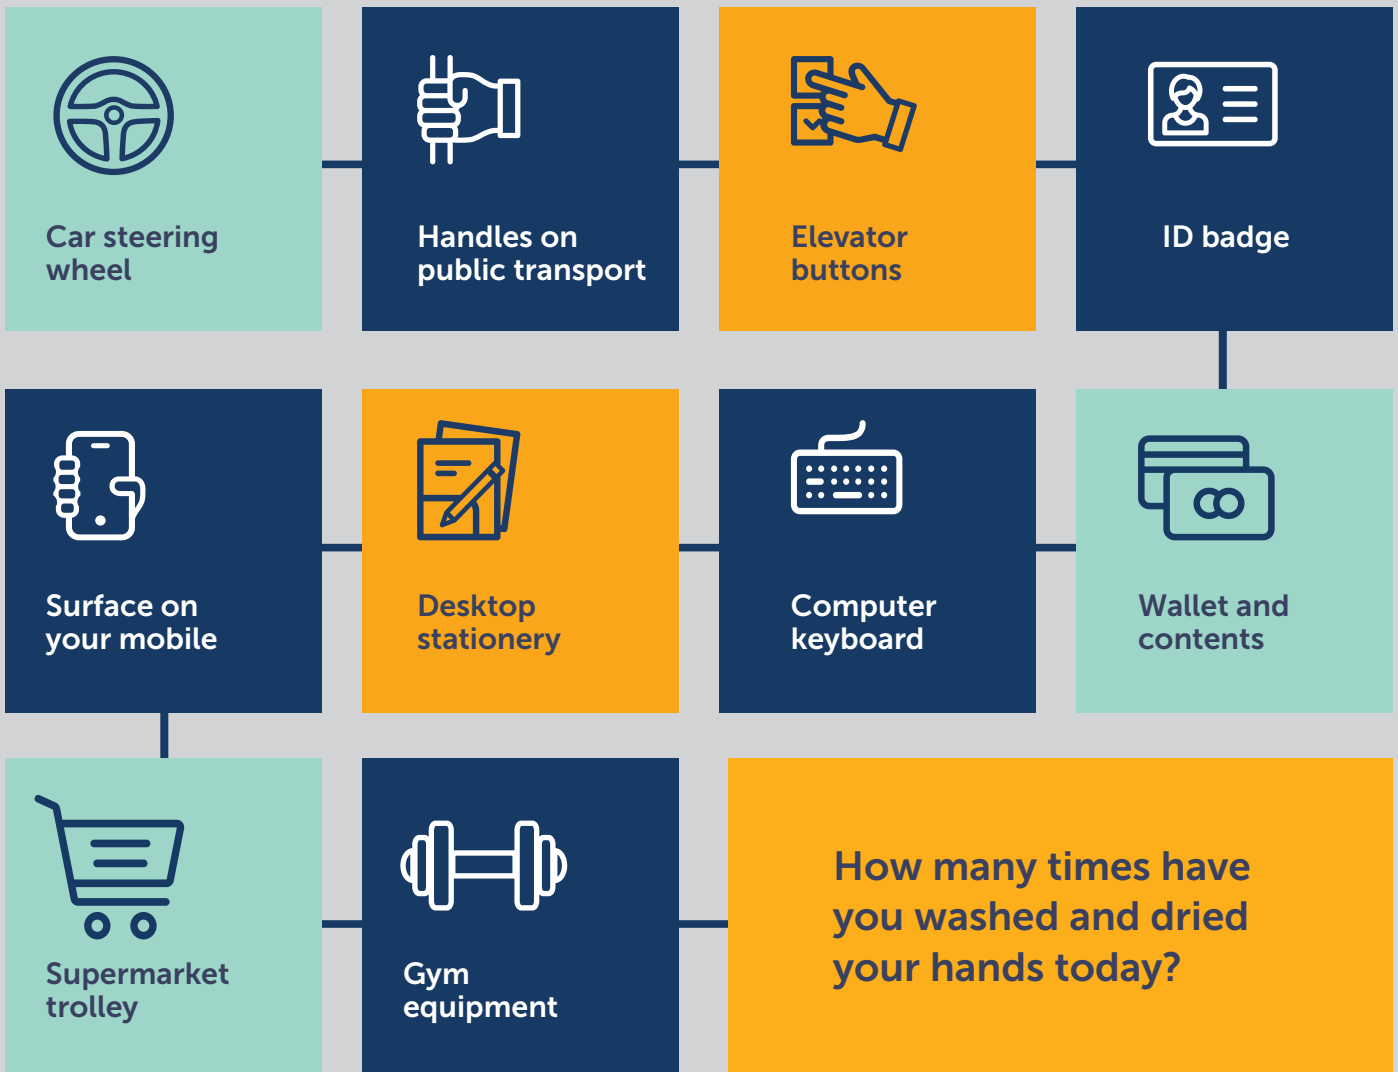 Car steering
wheel
Handles on
public transport
Elevator
buttons
ID badge
Surface on
your mobile
Desktop
stationery
Computer
keyboard
Wallet and
contents
Supermarket
trolley
Gym
equipment
How many times have
you washed and dried
your hands today?